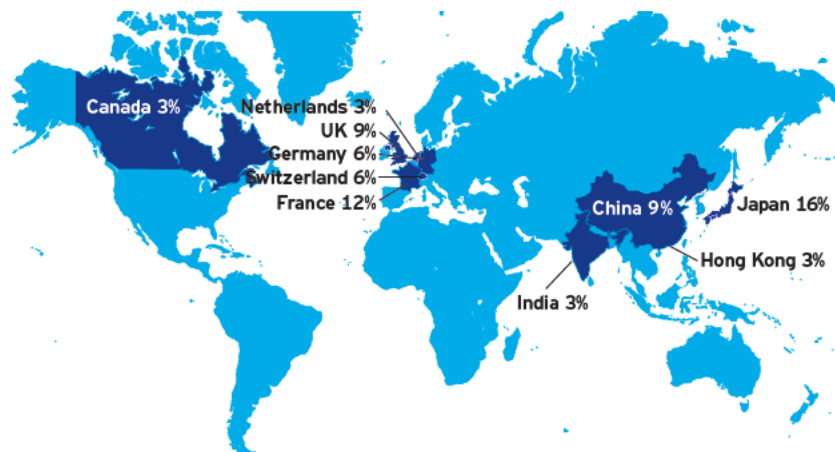 Canada 3%
Netherlands 3%
UK 9%
Germany 6%
Switzerland 6%
France 12%
China 9%
Japan 16%
Hong Kong 3%
India 3%